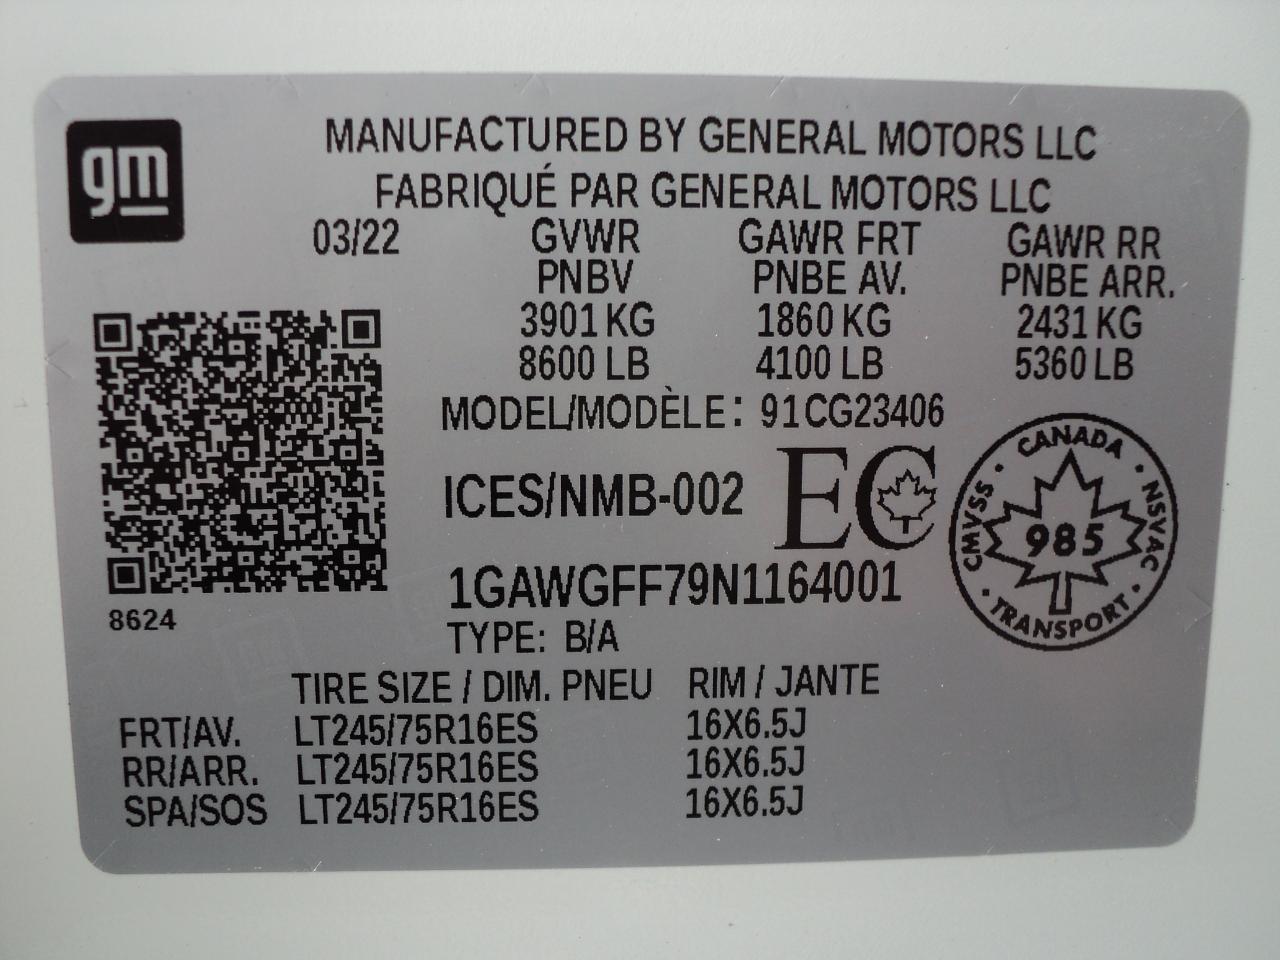 gm
MANUFACTURED BY GENERAL MOTORS LLC
FABRIQUÉ PAR GENERAL MOTORS LLC
03/22 GVWR GAWR FRT GAWR RR
PNBV PNBE AV. PNBE ARR.
3901 KG 1860 KG 2431 KG
8600 LB 4100 LB 5360 LB
MODEL/MODÈLE: 91CG23406
ICES/NMB-002 EC
CANADA
CMVSS 985 NSVAC
TRANSPORT
1GAWGFF79N1164001
8624
TYPE: B/A
TIRE SIZE / DIM. PNEU RIM / JANTE
FRT/AV. LT245/75R16ES 16X6.5J
RR/ARR. LT245/75R16ES 16X6.5J
SPA/SOS LT245/75R16ES 16X6.5J